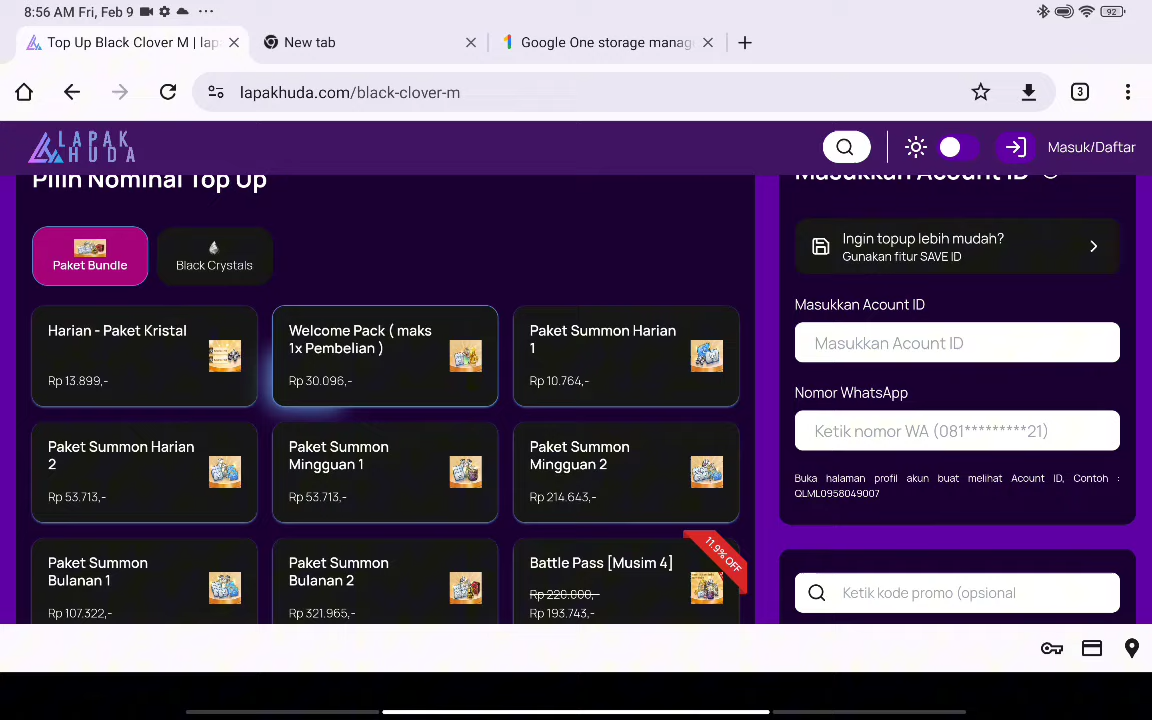 8:56 AM Fri, Feb 9
92
Top Up Black Clover M | lap
New tab
Google One storage manag
lapakhuda.com/black-clover-m
3
LAPAK
HUDA
Masuk/Daftar
Pilih Nominal Top Up
Paket Bundle
Black Crystals
Harian - Paket Kristal
Rp 13.899,-
Welcome Pack ( maks
1x Pembelian )
Rp 30.096,-
Paket Summon Harian
1
Rp 10.764,-
Paket Summon Harian
2
Rp 53.713,-
Paket Summon
Mingguan 1
Rp 53.713,-
Paket Summon
Mingguan 2
Rp 214.643,-
Paket Summon
Bulanan 1
Rp 107.322,-
Paket Summon
Bulanan 2
Rp 321.965,-
11.9% OFF
Battle Pass [Musim 4]
Rp 220.000,-
Rp 193.743,-
Masukkan Acount ID
Ingin topup lebih mudah?
Gunakan fitur SAVE ID
Masukkan Acount ID
Masukkan Acount ID
Nomor WhatsApp
Ketik nomor WA (081*********21)
Buka halaman profil akun buat melihat Acount ID, Contoh :
QLML0958049007
Ketik kode promo (opsional